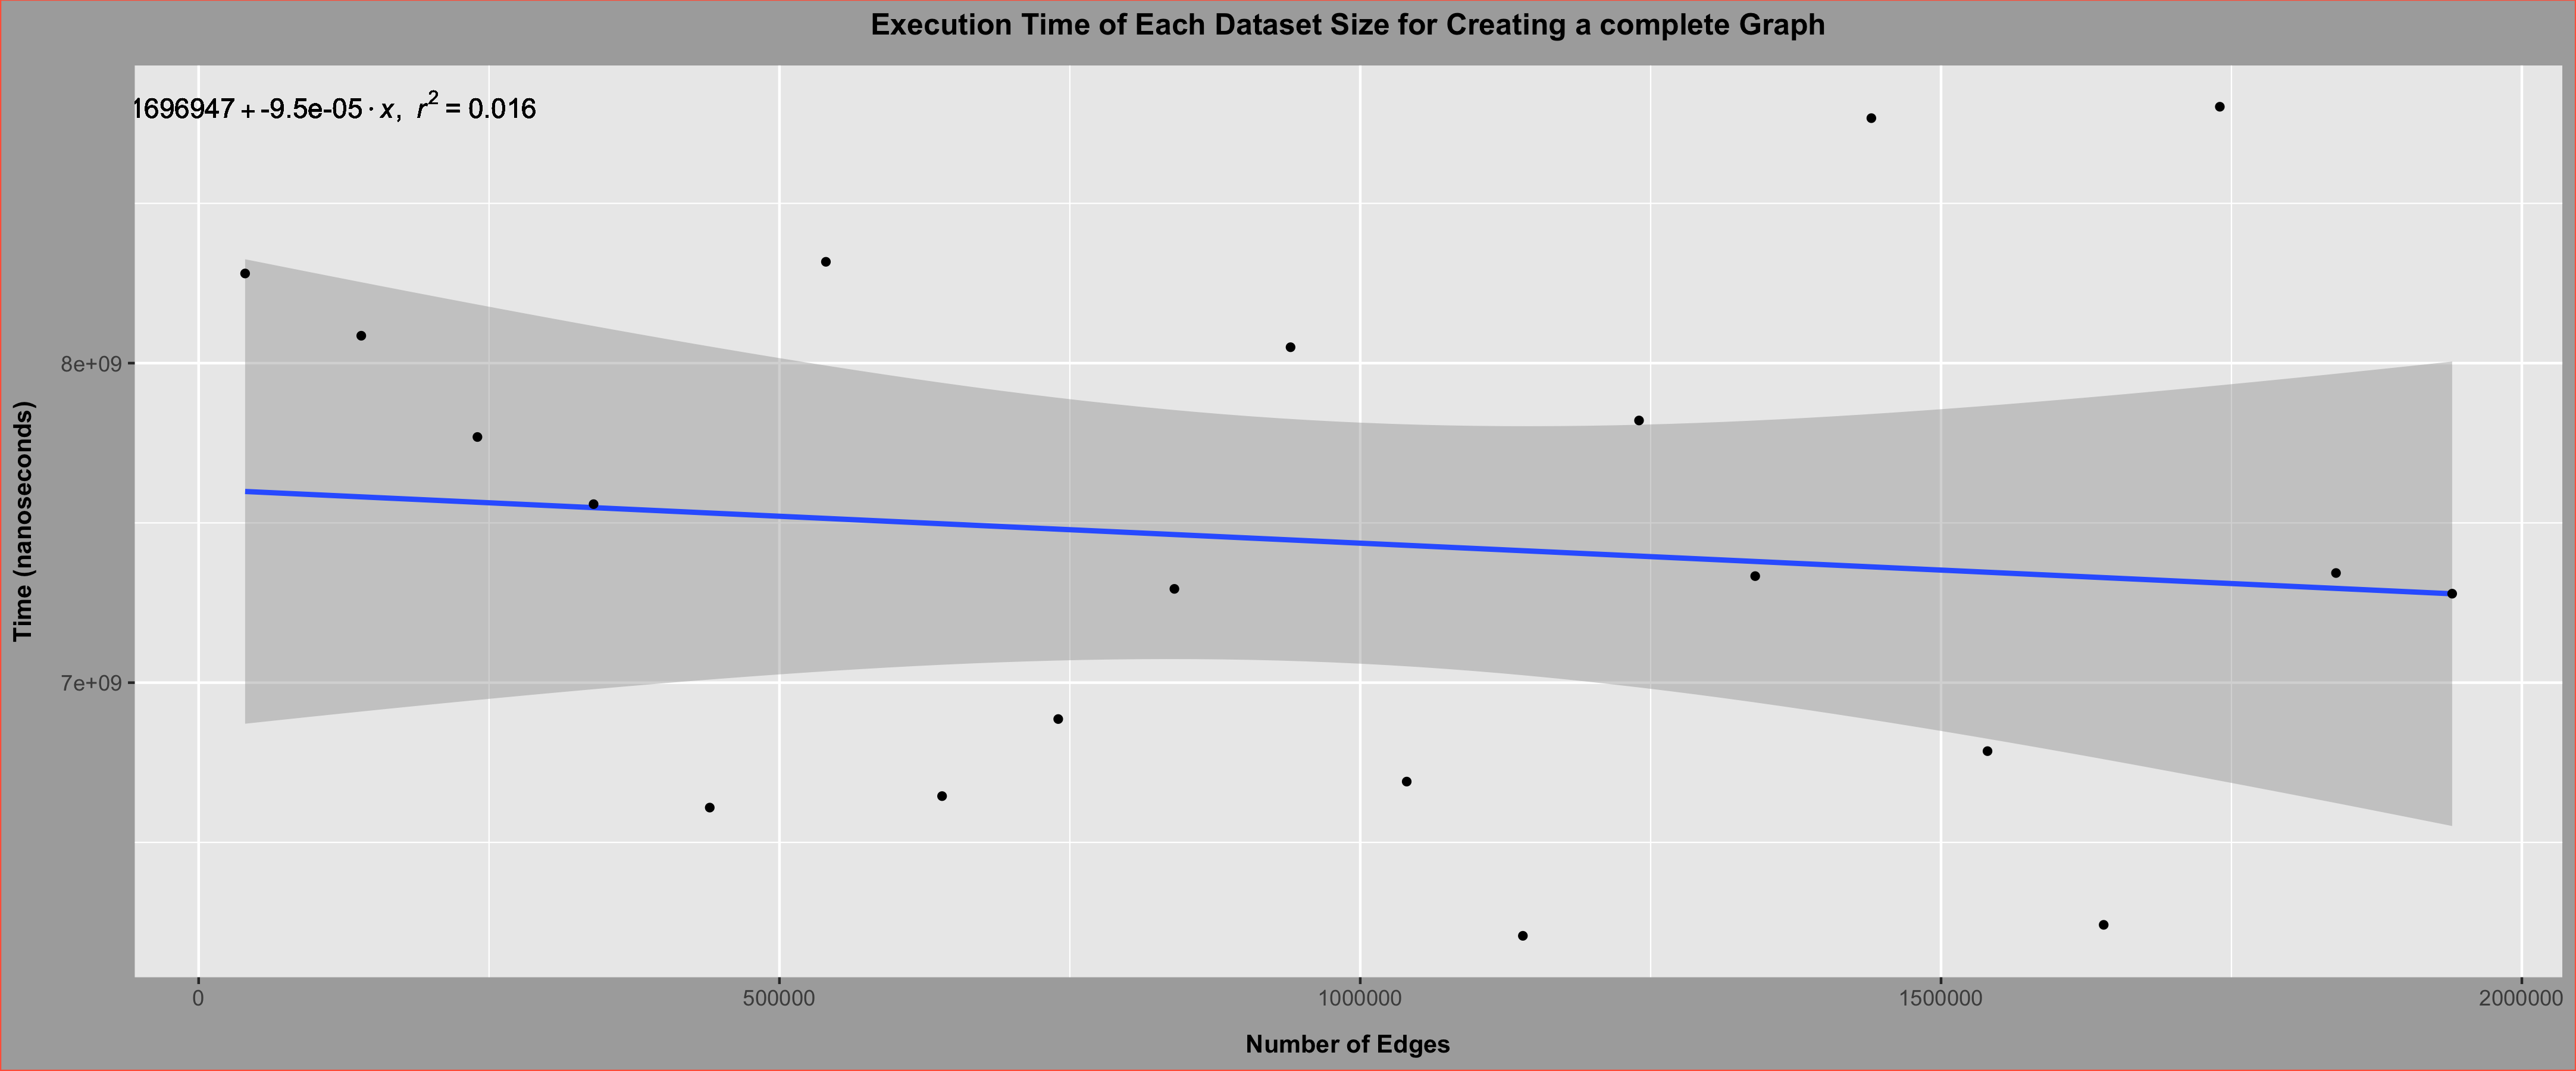 Execution Time of Each Dataset Size for Creating a complete Graph
1696947 + -9.5e-05 · x, r² = 0.016
8e+09
7e+09
Time (nanoseconds)
0 500000 1000000 1500000 2000000
Number of Edges